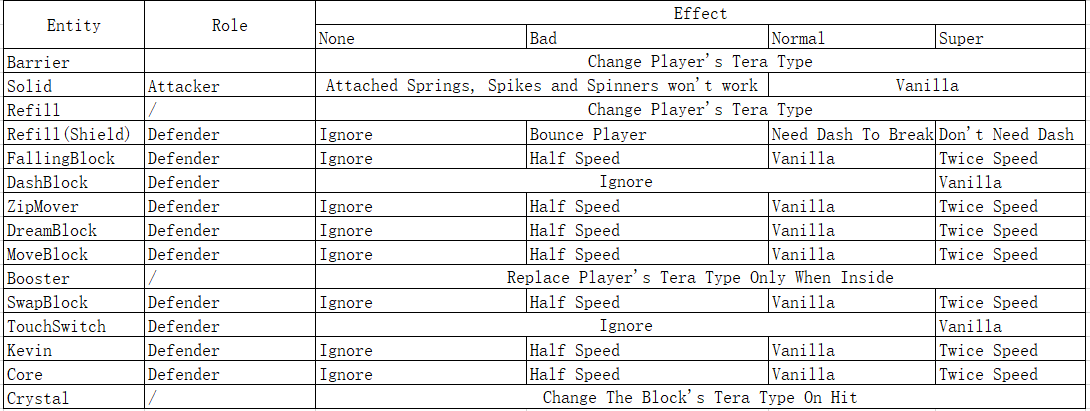 Entity Role Effect
None Bad Normal Super
Barrier Change Player's Tera Type
Solid Attacker Attached Springs, Spikes and Spinners won't work Vanilla
Refill / Change Player's Tera Type
Refill(Shield) Defender Ignore Bounce Player Need Dash To Break Don't Need Dash
FallingBlock Defender Ignore Half Speed Vanilla Twice Speed
DashBlock Defender Ignore Vanilla
ZipMover Defender Ignore Half Speed Vanilla Twice Speed
DreamBlock Defender Ignore Half Speed Vanilla Twice Speed
MoveBlock Defender Ignore Half Speed Vanilla Twice Speed
Booster / Replace Player's Tera Type Only When Inside
SwapBlock Defender Ignore Half Speed Vanilla Twice Speed
TouchSwitch Defender Ignore Vanilla
Kevin Defender Ignore Half Speed Vanilla Twice Speed
Core Defender Ignore Half Speed Vanilla Twice Speed
Crystal / Change The Block's Tera Type On Hit